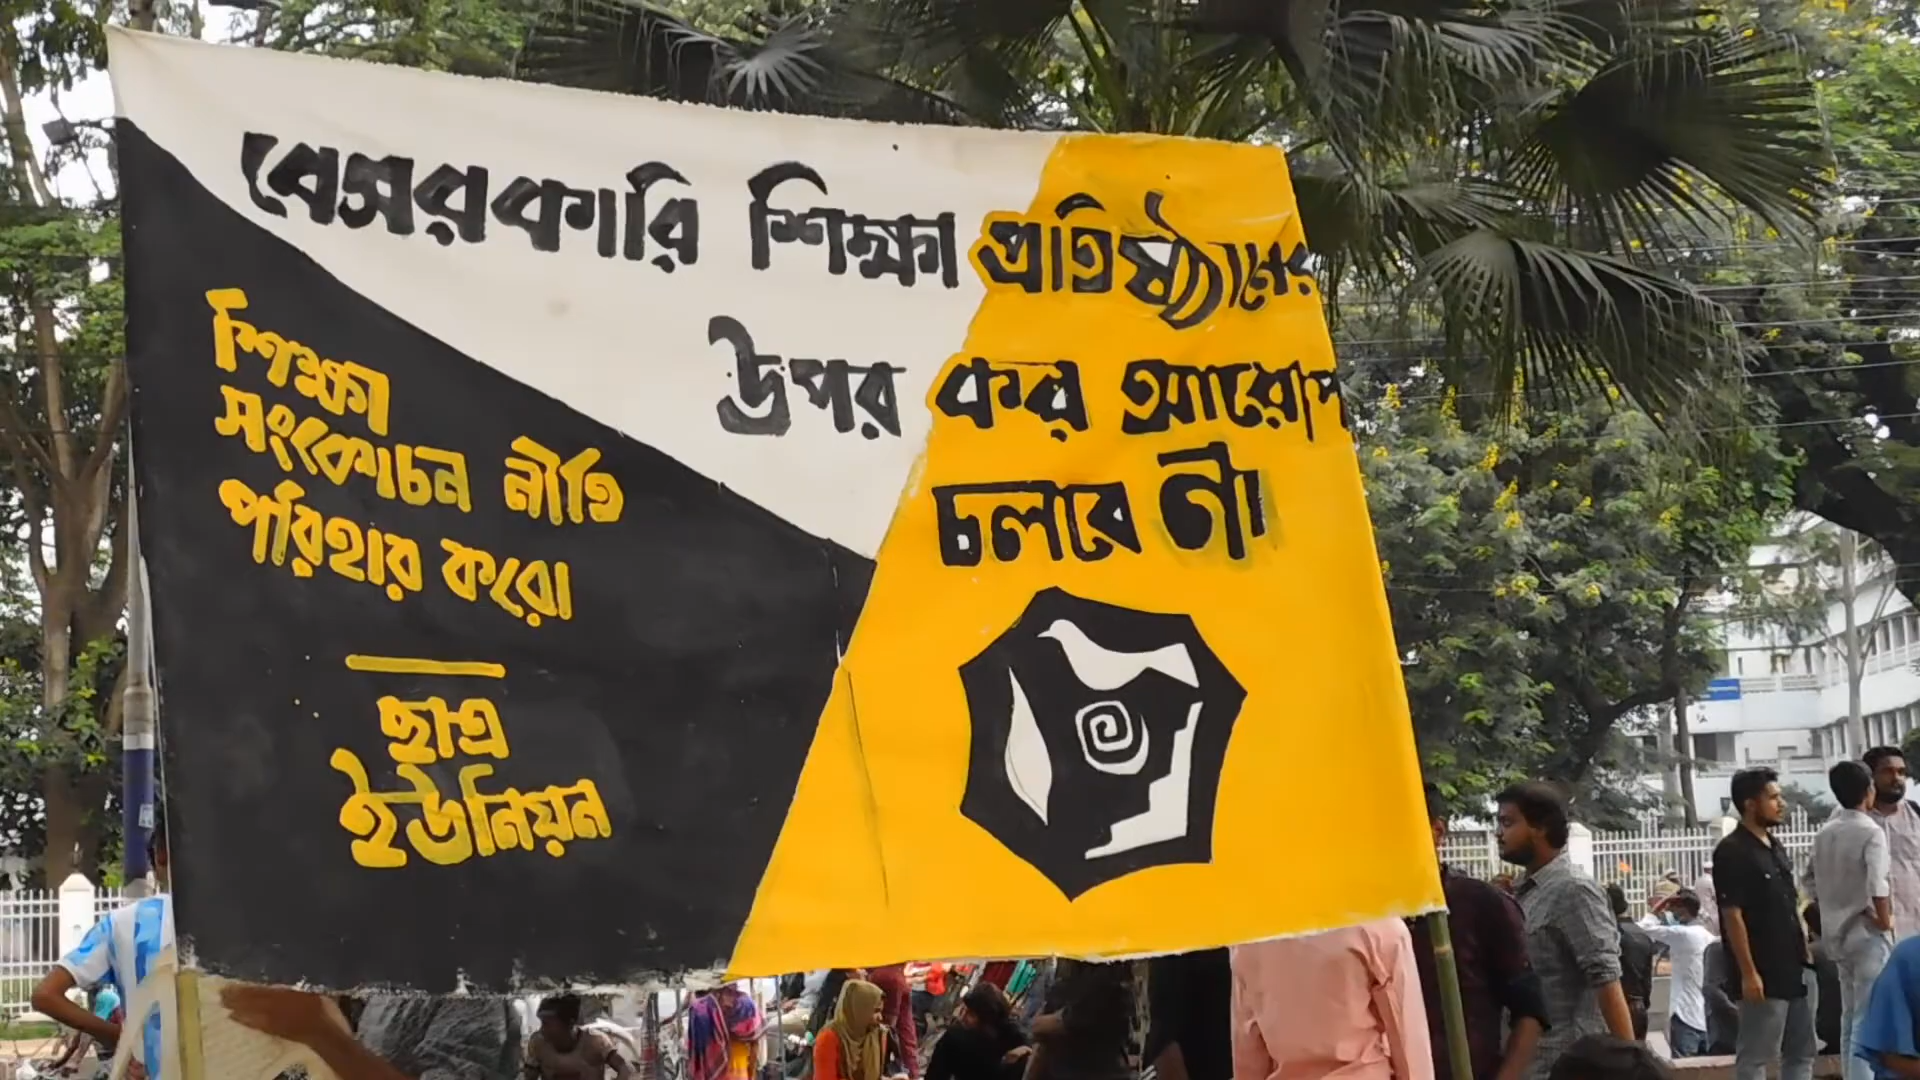 বেসরকারি শিক্ষা প্রতিষ্ঠানের
উপর কর আরোপ
চলবে না
শিক্ষা
সংকোচন নীতি
পরিহার করো
ছাত্র
ইউনিয়ন